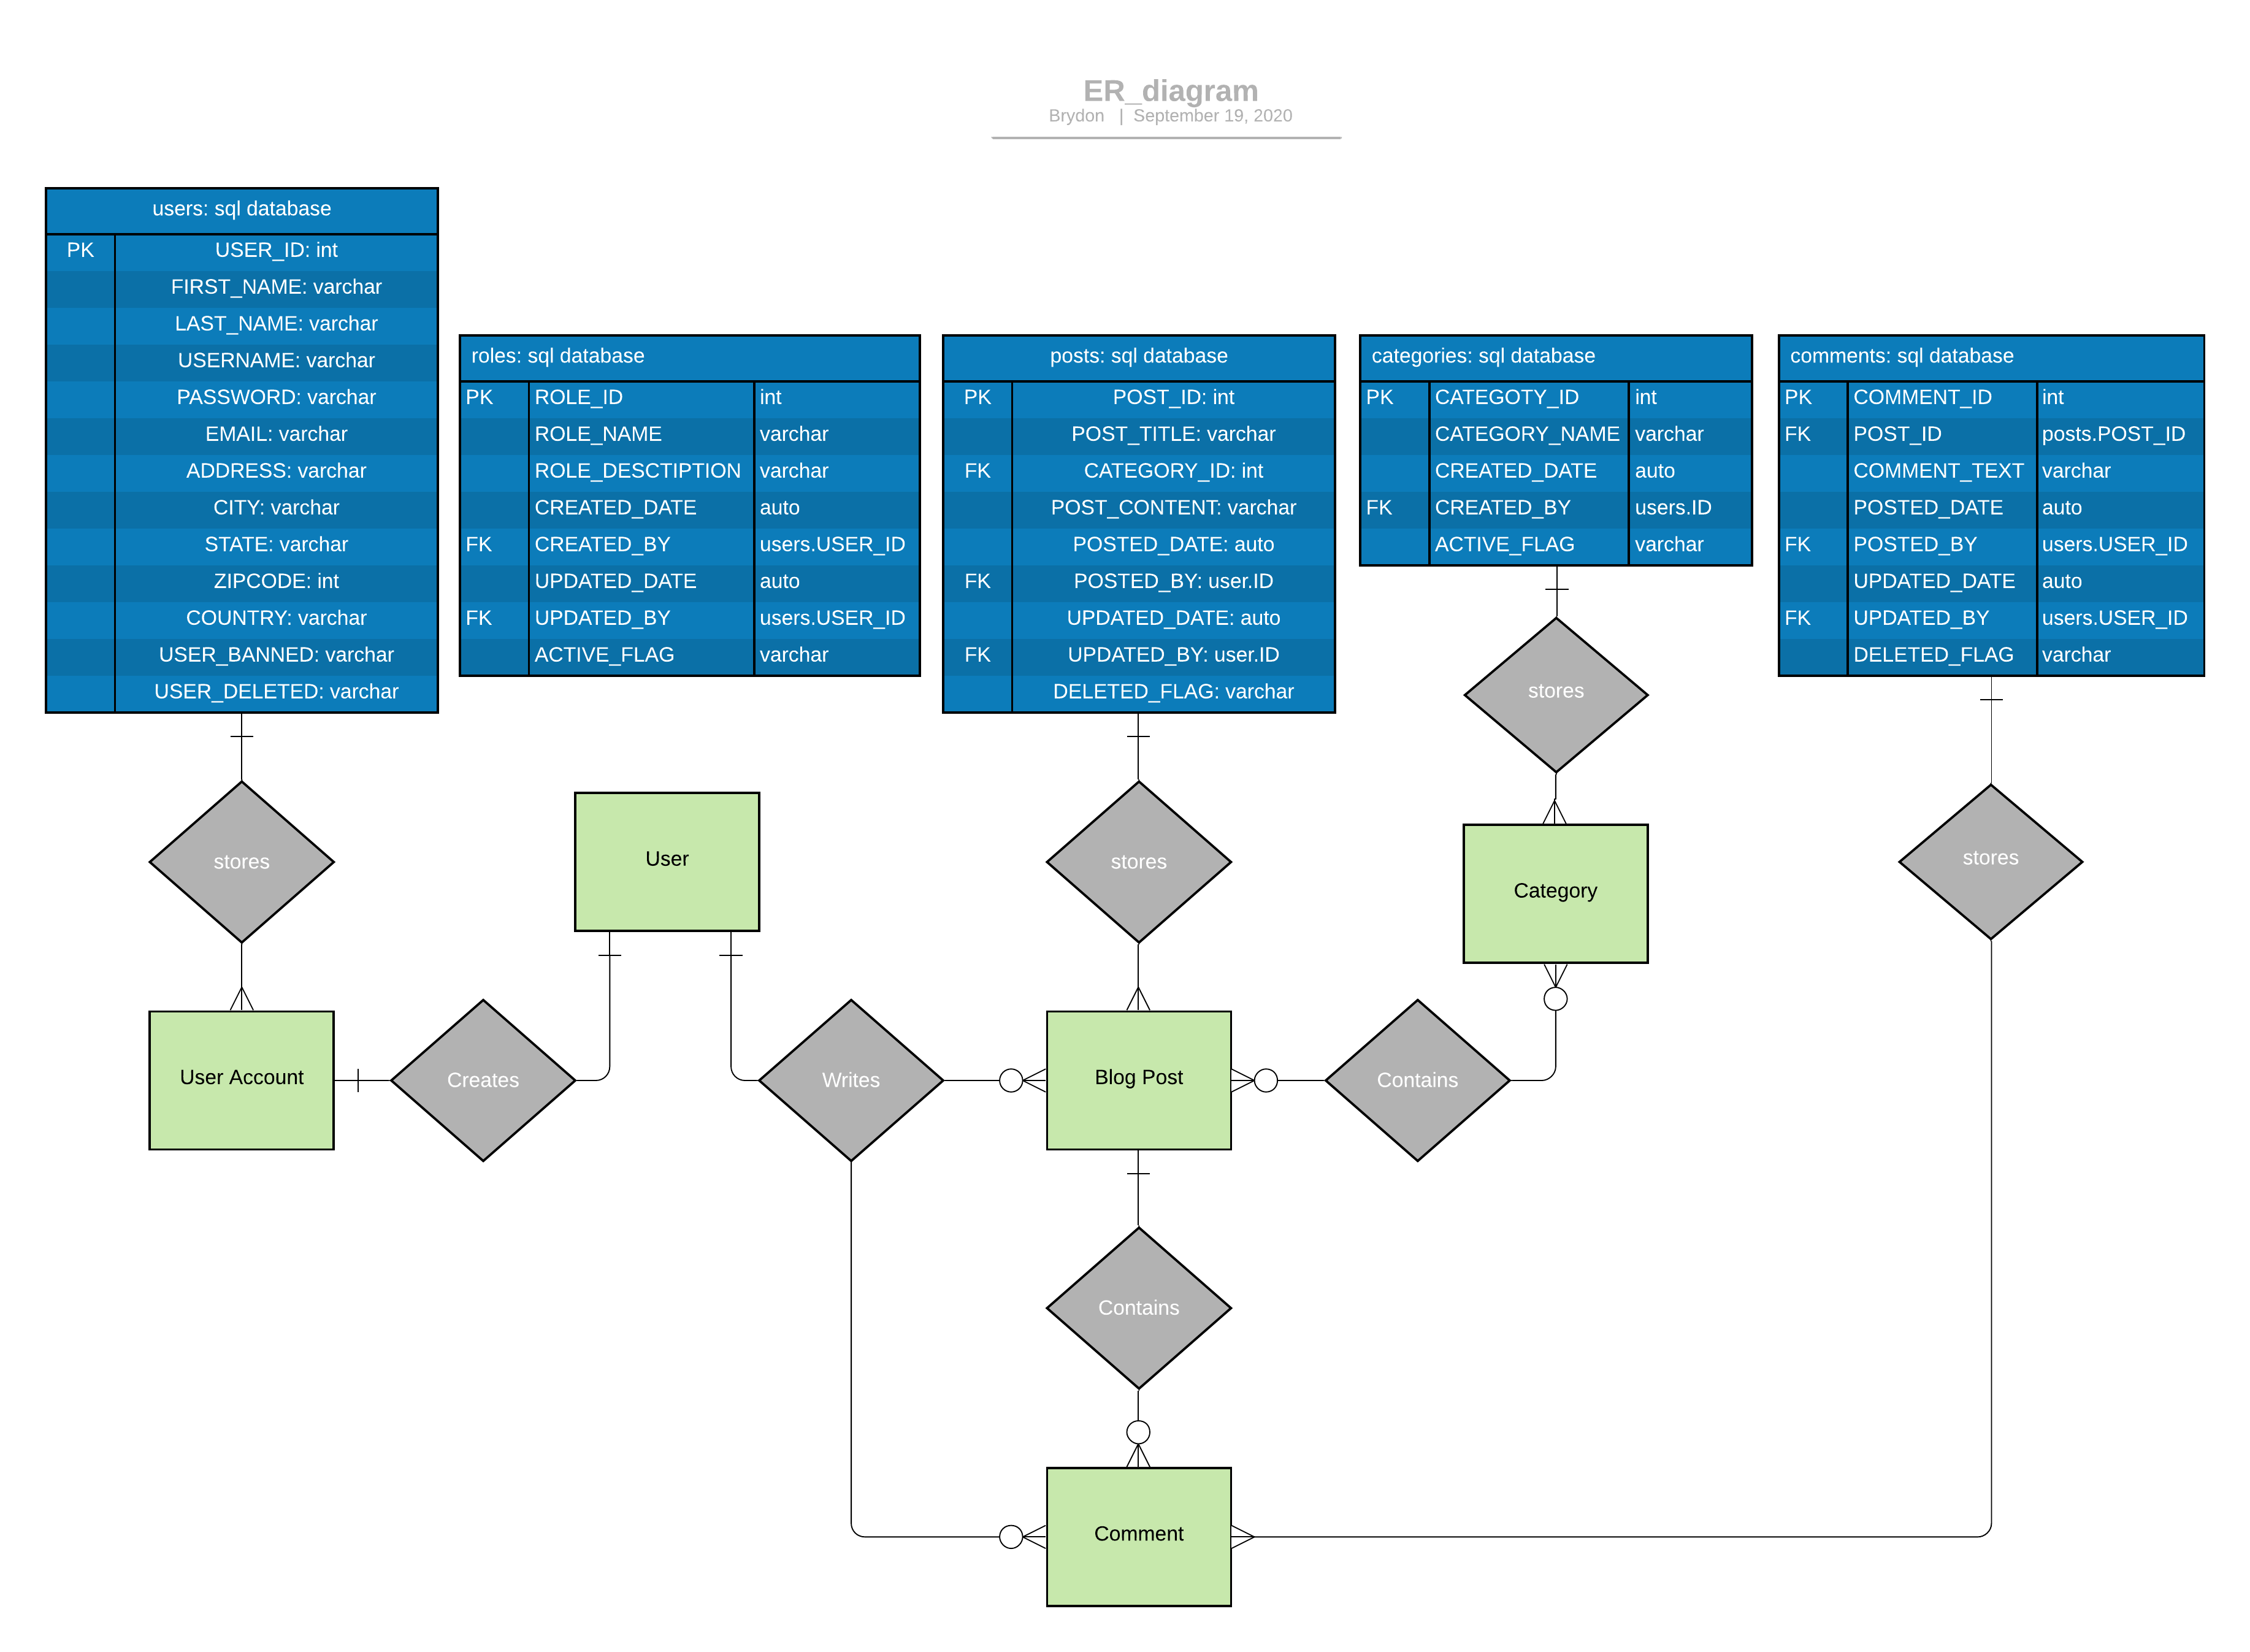 ER_diagram
Brydon | September 19, 2020
users: sql database
PK USER_ID: int
FIRST_NAME: varchar
LAST_NAME: varchar
USERNAME: varchar
PASSWORD: varchar
EMAIL: varchar
ADDRESS: varchar
CITY: varchar
STATE: varchar
ZIPCODE: int
COUNTRY: varchar
USER_BANNED: varchar
USER_DELETED: varchar
roles: sql database
PK ROLE_ID int
ROLE_NAME varchar
ROLE_DESCTIPTION varchar
CREATED_DATE auto
FK CREATED_BY users.USER_ID
UPDATED_DATE auto
FK UPDATED_BY users.USER_ID
ACTIVE_FLAG varchar
posts: sql database
PK POST_ID: int
POST_TITLE: varchar
FK CATEGORY_ID: int
POST_CONTENT: varchar
POSTED_DATE: auto
FK POSTED_BY: user.ID
UPDATED_DATE: auto
FK UPDATED_BY: user.ID
DELETED_FLAG: varchar
categories: sql database
PK CATEGOTY_ID int
CATEGORY_NAME varchar
CREATED_DATE auto
FK CREATED_BY users.ID
ACTIVE_FLAG varchar
comments: sql database
PK COMMENT_ID int
FK POST_ID posts.POST_ID
COMMENT_TEXT varchar
POSTED_DATE auto
FK POSTED_BY users.USER_ID
UPDATED_DATE auto
FK UPDATED_BY users.USER_ID
DELETED_FLAG varchar
stores
stores
User
stores
Category
stores
User Account
Creates
Writes
Blog Post
Contains
Contains
Comment